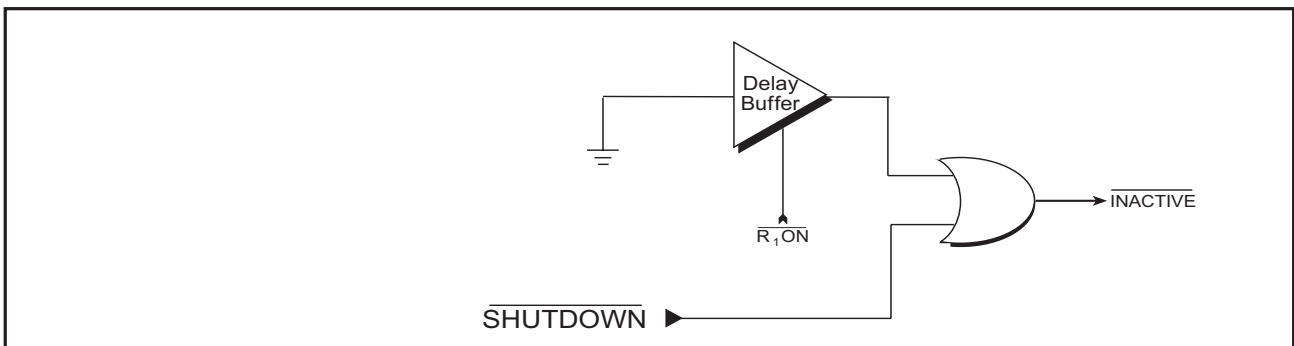 Delay
Buffer
INACTIVE
R1ON
SHUTDOWN